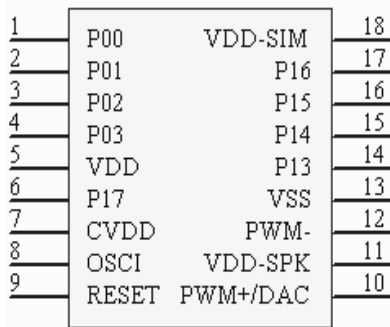 1 P00 VDD-SIM 18
2 P01 P16 17
3 P02 P15 16
4 P03 P14 15
5 VDD P13 14
6 P17 VSS 13
7 CVDD PWM- 12
8 OSCI VDD-SPK 11
9 RESET PWM+/DAC 10